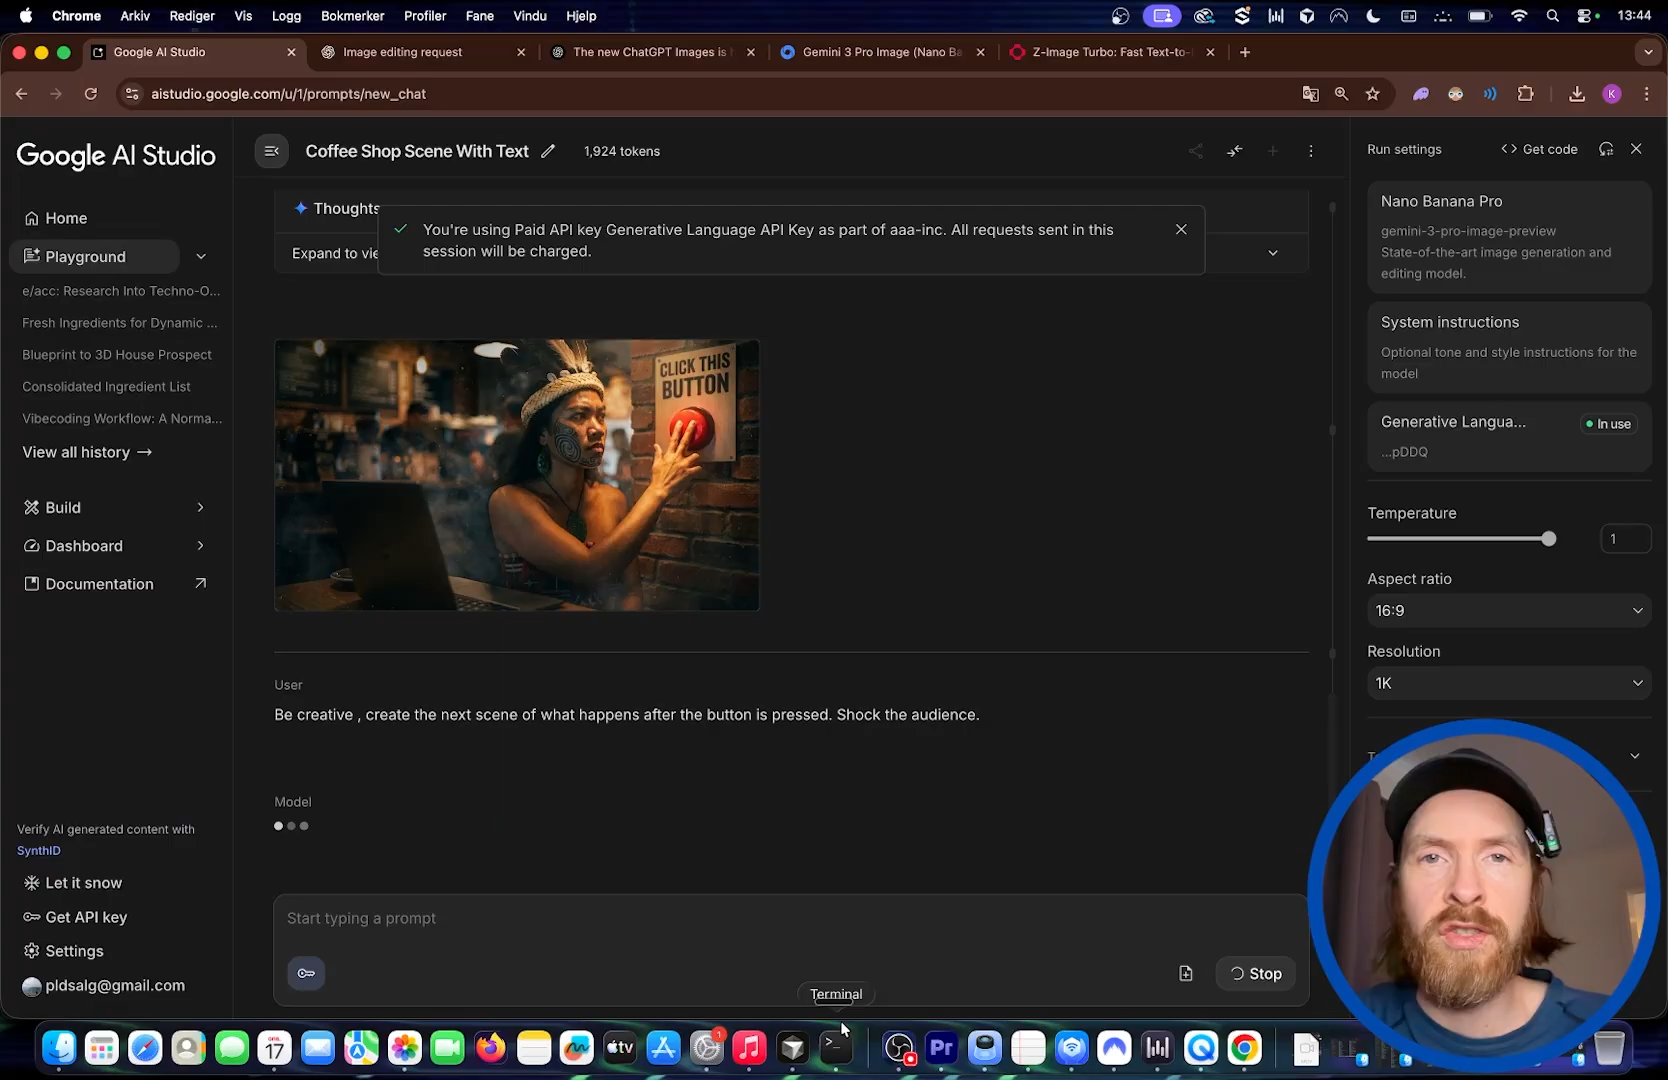 Chrome Arkiv Rediger Vis Logg Bokmerker Profiler Fane Vindu Hjelp 13:44
Google AI Studio
Image editing request
The new ChatGPT Images is
Gemini 3 Pro Image (Nano Ba
Z-Image Turbo: Fast Text-to-
aistudio.google.com/u/1/prompts/new_chat
K
Google AI Studio
Home
Playground
e/acc: Research Into Techno-O...
Fresh Ingredients for Dynamic ...
Blueprint to 3D House Prospect
Consolidated Ingredient List
Vibecoding Workflow: A Norma...
View all history →
Build
Dashboard
Documentation
Verify AI generated content with
SynthID
Let it snow
Get API key
Settings
pldsalg@gmail.com
Coffee Shop Scene With Text 1,924 tokens
Thoughts
Expand to vie
You're using Paid API key Generative Language API Key as part of aaa-inc. All requests sent in this
session will be charged.
CLICK THIS
BUTTON
User
Be creative , create the next scene of what happens after the button is pressed. Shock the audience.
Model
Start typing a prompt
Stop
Terminal
Run settings
<> Get code
Nano Banana Pro
gemini-3-pro-image-preview
State-of-the-art image generation and
editing model.
System instructions
Optional tone and style instructions for the
model
Generative Langua...
In use
...pDDQ
Temperature
1
Aspect ratio
16:9
Resolution
1K
17
tv
1
Pr